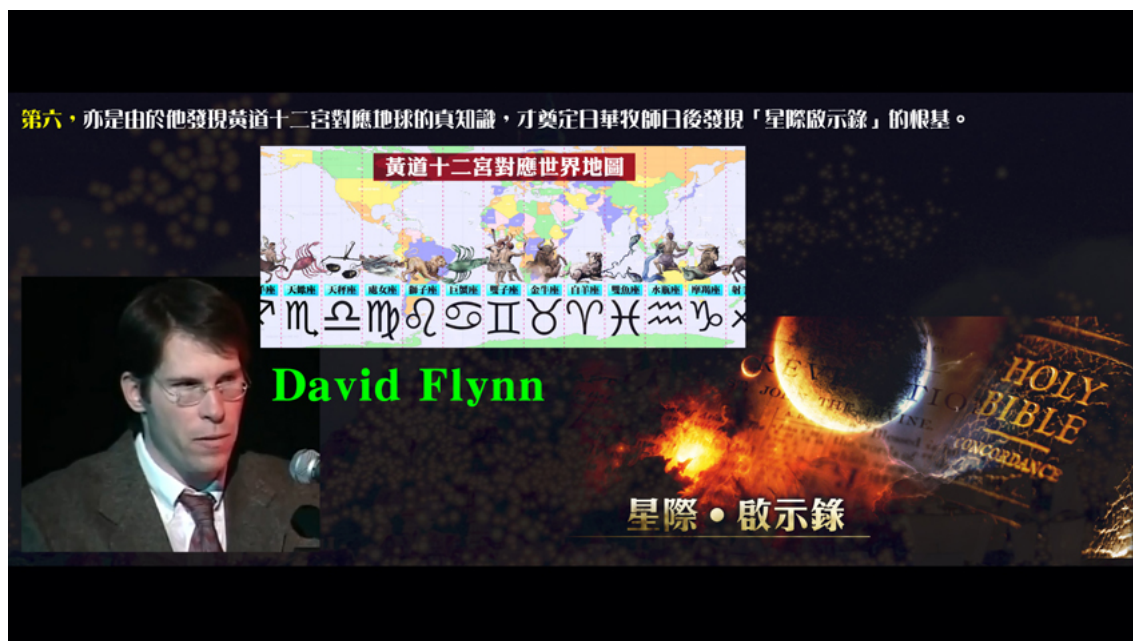 第六，亦是由於他發現黃道十二宮對應地球的真知識，才奠定日華牧師日後發現「星際啟示錄」的根基。
黃道十二宮對應世界地圖
天蠍座 天秤座 處女座 獅子座 巨蟹座 雙子座 金牛座 白羊座 雙魚座 水瓶座 摩羯座 射
♏ ♎ ♍ ♌ ♋ ♊ ♉ ♈ ♓ ♒ ♑
David Flynn
JOHN THE DIVINE
HOLY
BIBLE
CONCORDANCE
星際•啟示錄